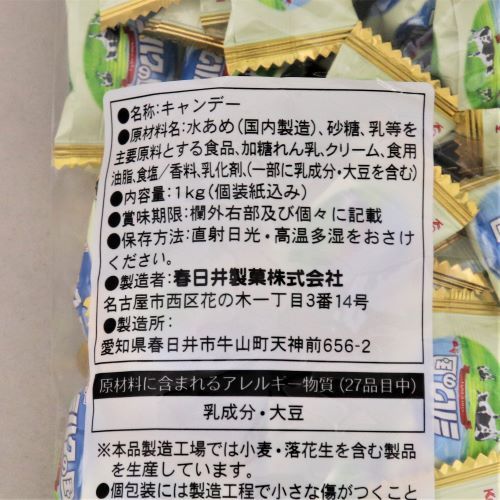 ●名称:キャンデー
●原材料名:水あめ(国内製造)、砂糖、乳等を
主要原料とする食品、加糖れん乳、クリーム、食用
油脂、食塩/香料、乳化剤、(一部に乳成分・大豆を含む)
●内容量:1kg(個装紙込み)
●賞味期限:欄外右部及び個々に記載
●保存方法:直射日光・高温多湿をおさけ
ください。
●製造者:春日井製菓株式会社
名古屋市西区花の木一丁目3番14号
●製造所:
愛知県春日井市牛山町天神前656-2
原材料に含まれるアレルギー物質(27品目中)
乳成分・大豆
※本品製造工場では小麦・落花生を含む製品
を生産しています。
●個包装には製造工程で小さな傷がつくこと
ミルクの国